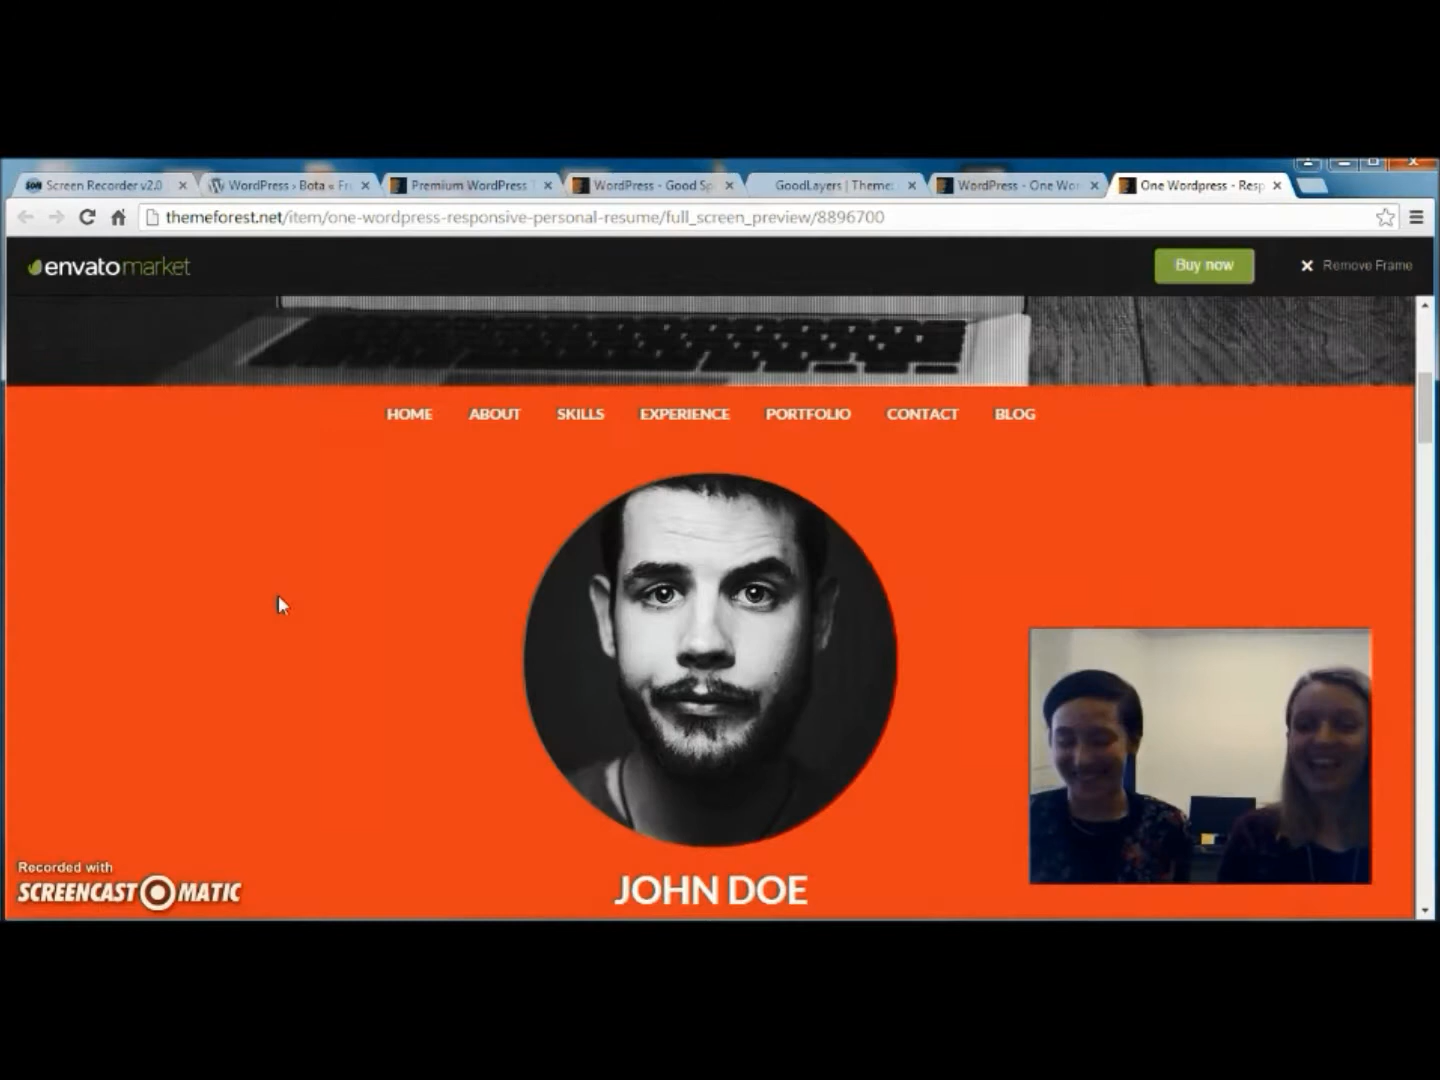 Screen Recorder v2.0
WordPress › Bota « Fr
Premium WordPress
WordPress - Good Sp
GoodLayers | Theme:
WordPress - One Wor
One Wordpress - Resp
themeforest.net/item/one-wordpress-responsive-personal-resume/full_screen_preview/8896700
envatomarket
Buy now
Remove Frame
HOME ABOUT SKILLS EXPERIENCE PORTFOLIO CONTACT BLOG
JOHN DOE
Recorded with
SCREENCAST MATIC